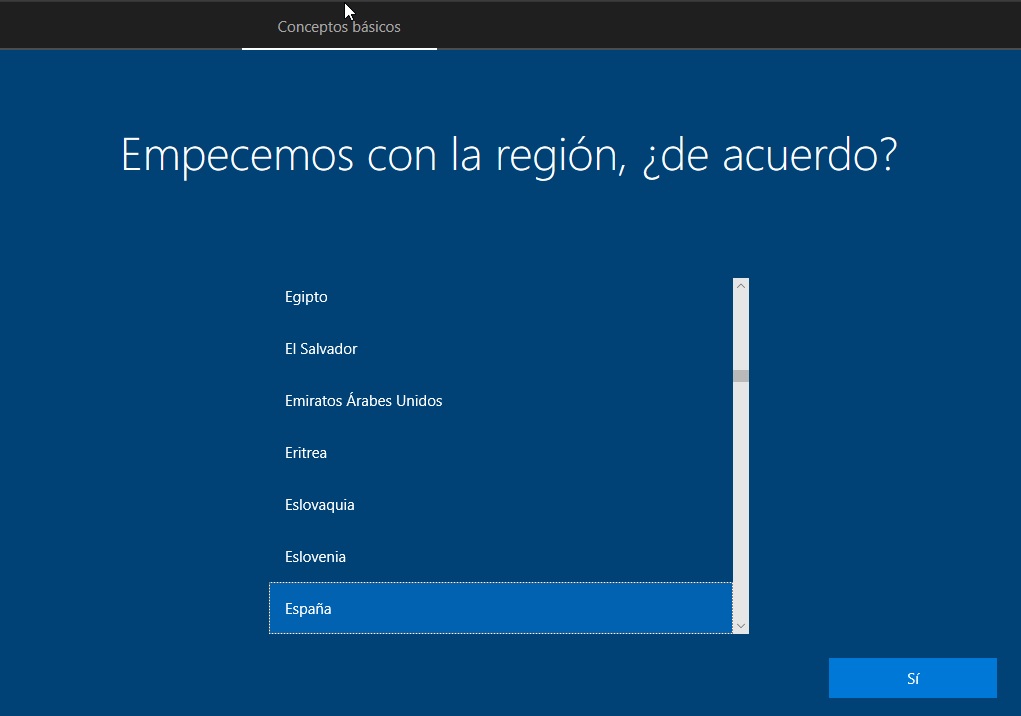 Conceptos básicos
Empecemos con la región, ¿de acuerdo?
Egipto
El Salvador
Emiratos Árabes Unidos
Eritrea
Eslovaquia
Eslovenia
España
Sí